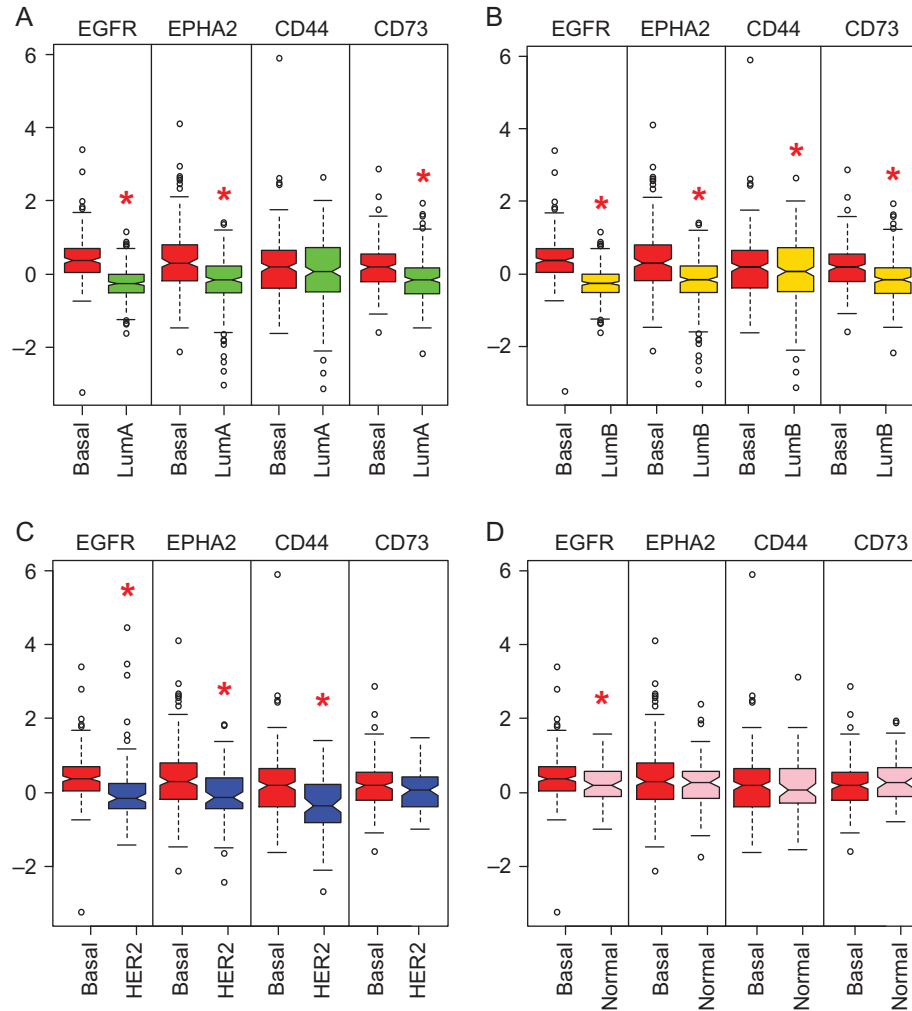 A
EGFR EPHA2 CD44 CD73
6
4
2
0
–2
Basal LumA Basal LumA Basal LumA Basal LumA
B
EGFR EPHA2 CD44 CD73
6
4
2
0
–2
Basal LumB Basal LumB Basal LumB Basal LumB
C
EGFR EPHA2 CD44 CD73
6
4
2
0
–2
Basal HER2 Basal HER2 Basal HER2 Basal HER2
D
EGFR EPHA2 CD44 CD73
6
4
2
0
–2
Basal Normal Basal Normal Basal Normal Basal Normal